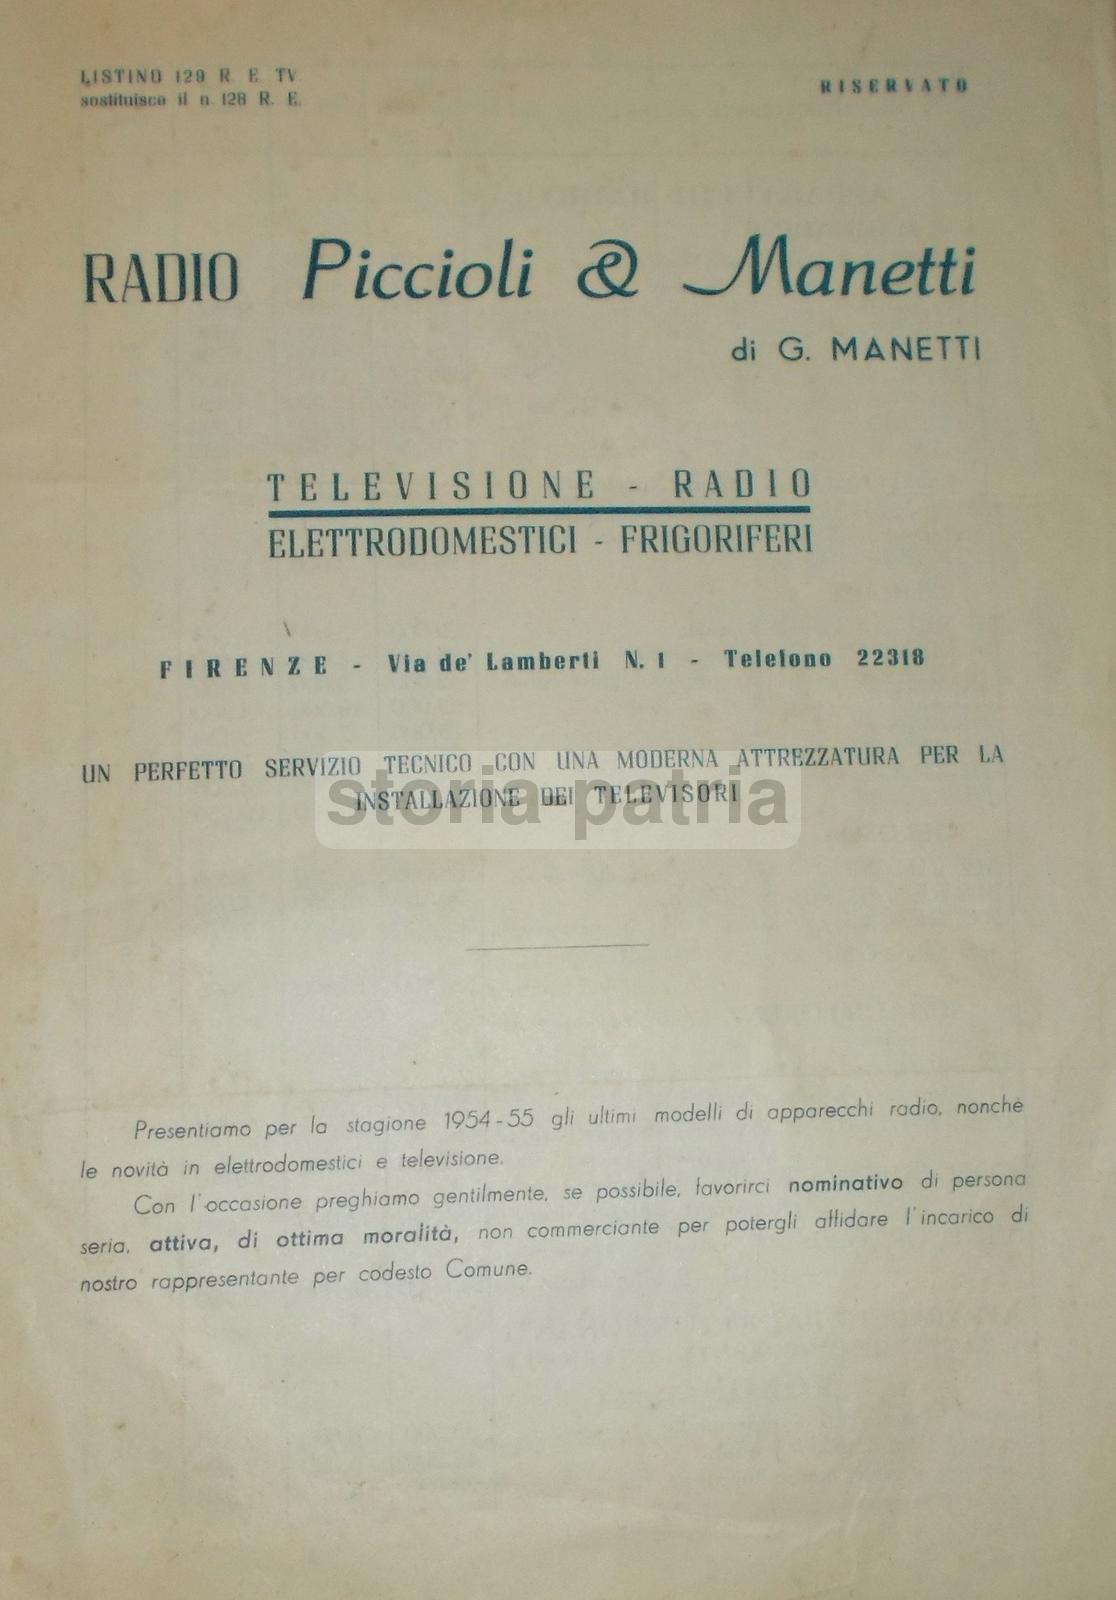 LISTINO 129 R. E. TV
sostituisce il n. 128 R. E.
RISERVATO
RADIO Piccioli & Manetti
di G. MANETTI
TELEVISIONE - RADIO
ELETTRODOMESTICI - FRIGORIFERI
FIRENZE - Via de' Lamberti N. 1 - Telefono 22318
UN PERFETTO SERVIZIO TECNICO CON UNA MODERNA ATTREZZATURA PER LA
INSTALLAZIONE DEI TELEVISORI
storia patria
Presentiamo per la stagione 1954-55 gli ultimi modelli di apparecchi radio, nonchè
le novità in elettrodomestici e televisione.
Con l'occasione preghiamo gentilmente, se possibile, favorirci nominativo di persona
seria, attiva, di ottima moralità, non commerciante per potergli affidare l'incarico di
nostro rappresentante per codesto Comune.